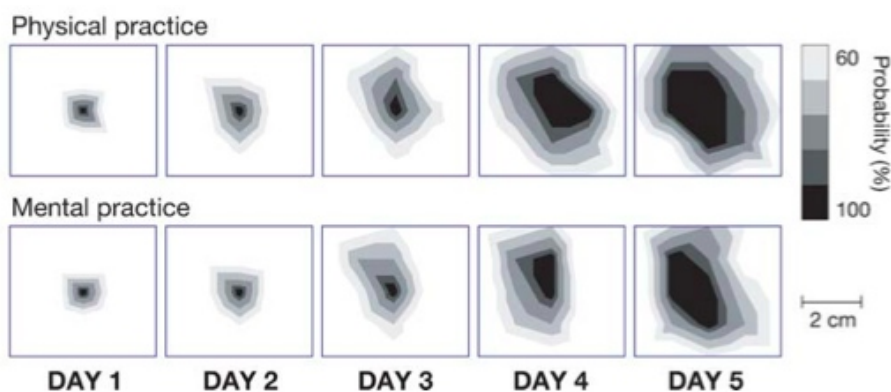 Physical practice
60
Probability (%)
100
Mental practice
2 cm
DAY 1 DAY 2 DAY 3 DAY 4 DAY 5